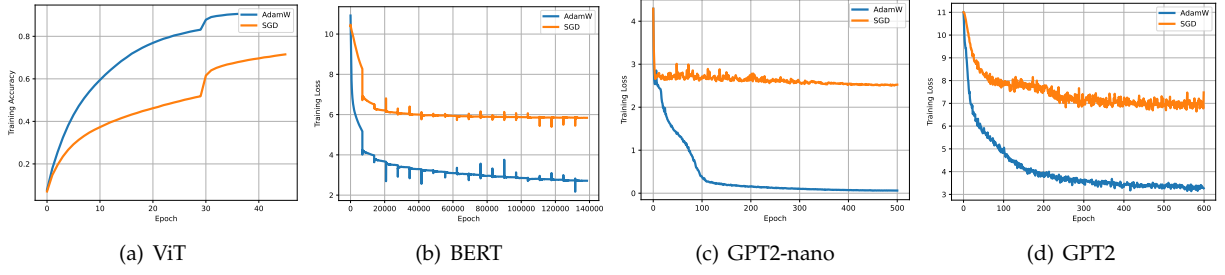 AdamW
SGD
0.8
0.6
0.4
0.2
0
10
20
30
40
Training Accuracy
Epoch
(a) ViT
AdamW
SGD
10
8
6
4
2
0
20000
40000
60000
80000
100000
120000
140000
Training Loss
Epoch
(b) BERT
AdamW
SGD
4
3
2
1
0
0
100
200
300
400
500
Training Loss
Epoch
(c) GPT2-nano
AdamW
SGD
11
10
9
8
7
6
5
4
3
0
100
200
300
400
500
600
Training Loss
Epoch
(d) GPT2